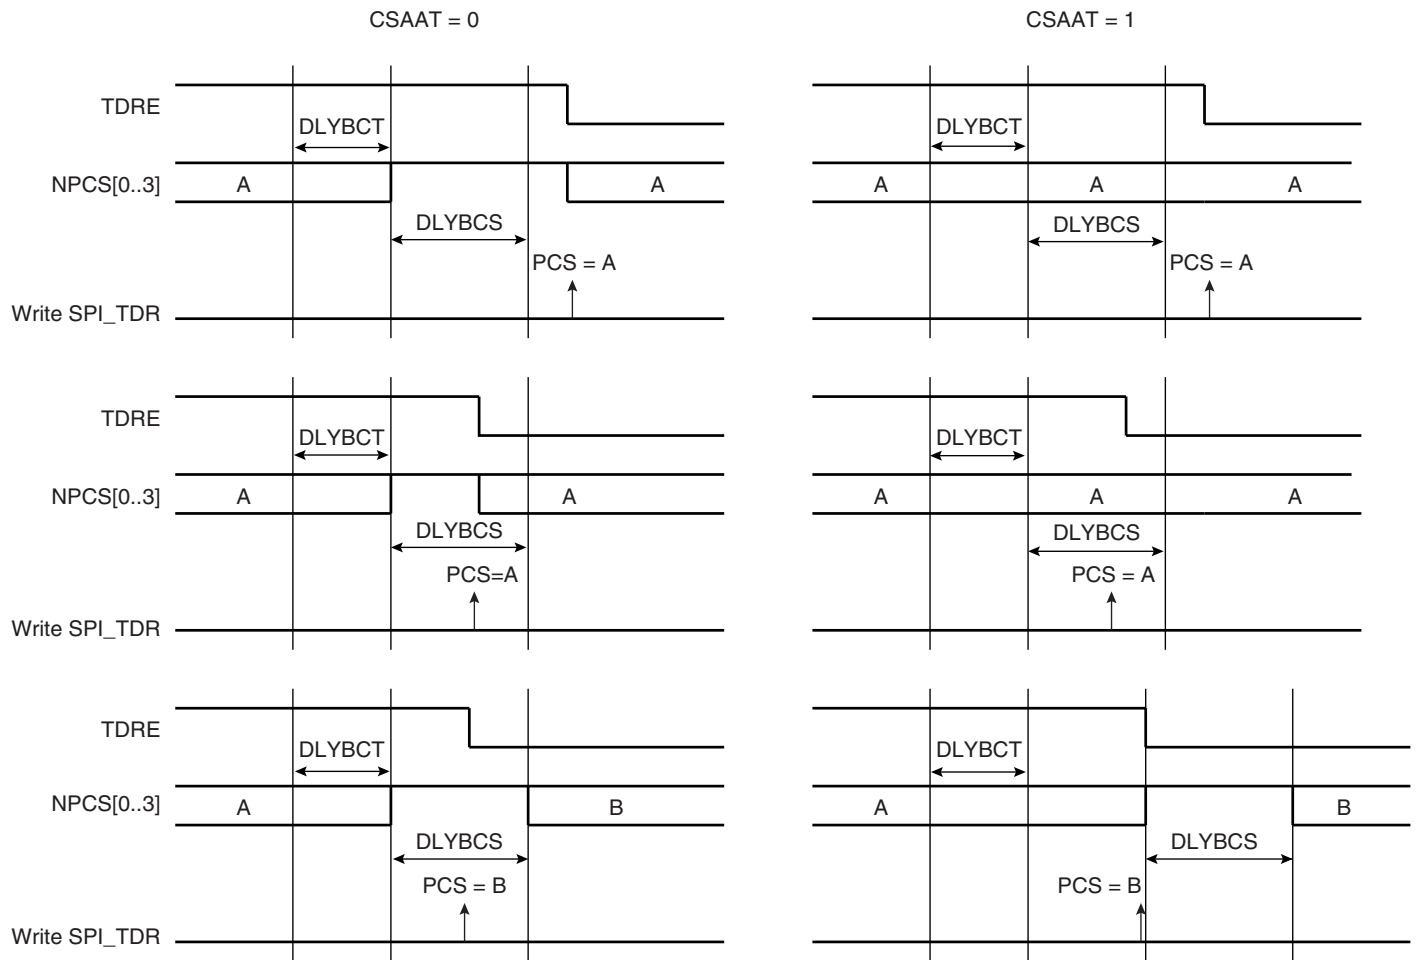 CSAAT = 0
CSAAT = 1
TDRE
DLYBCT
DLYBCT
NPCS[0..3]
A
A
A
A
A
DLYBCS
DLYBCS
PCS = A
PCS = A
Write SPI_TDR
TDRE
DLYBCT
DLYBCT
NPCS[0..3]
A
A
A
A
A
DLYBCS
DLYBCS
PCS=A
PCS = A
Write SPI_TDR
TDRE
DLYBCT
DLYBCT
NPCS[0..3]
A
B
A
B
DLYBCS
DLYBCS
PCS = B
PCS = B
Write SPI_TDR